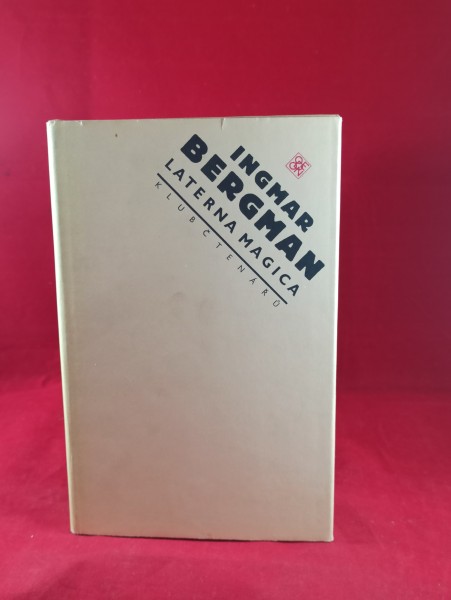 INGMAR
BERGMAN
LATERNA MAGICA
KLUB ČTENÁŘŮ